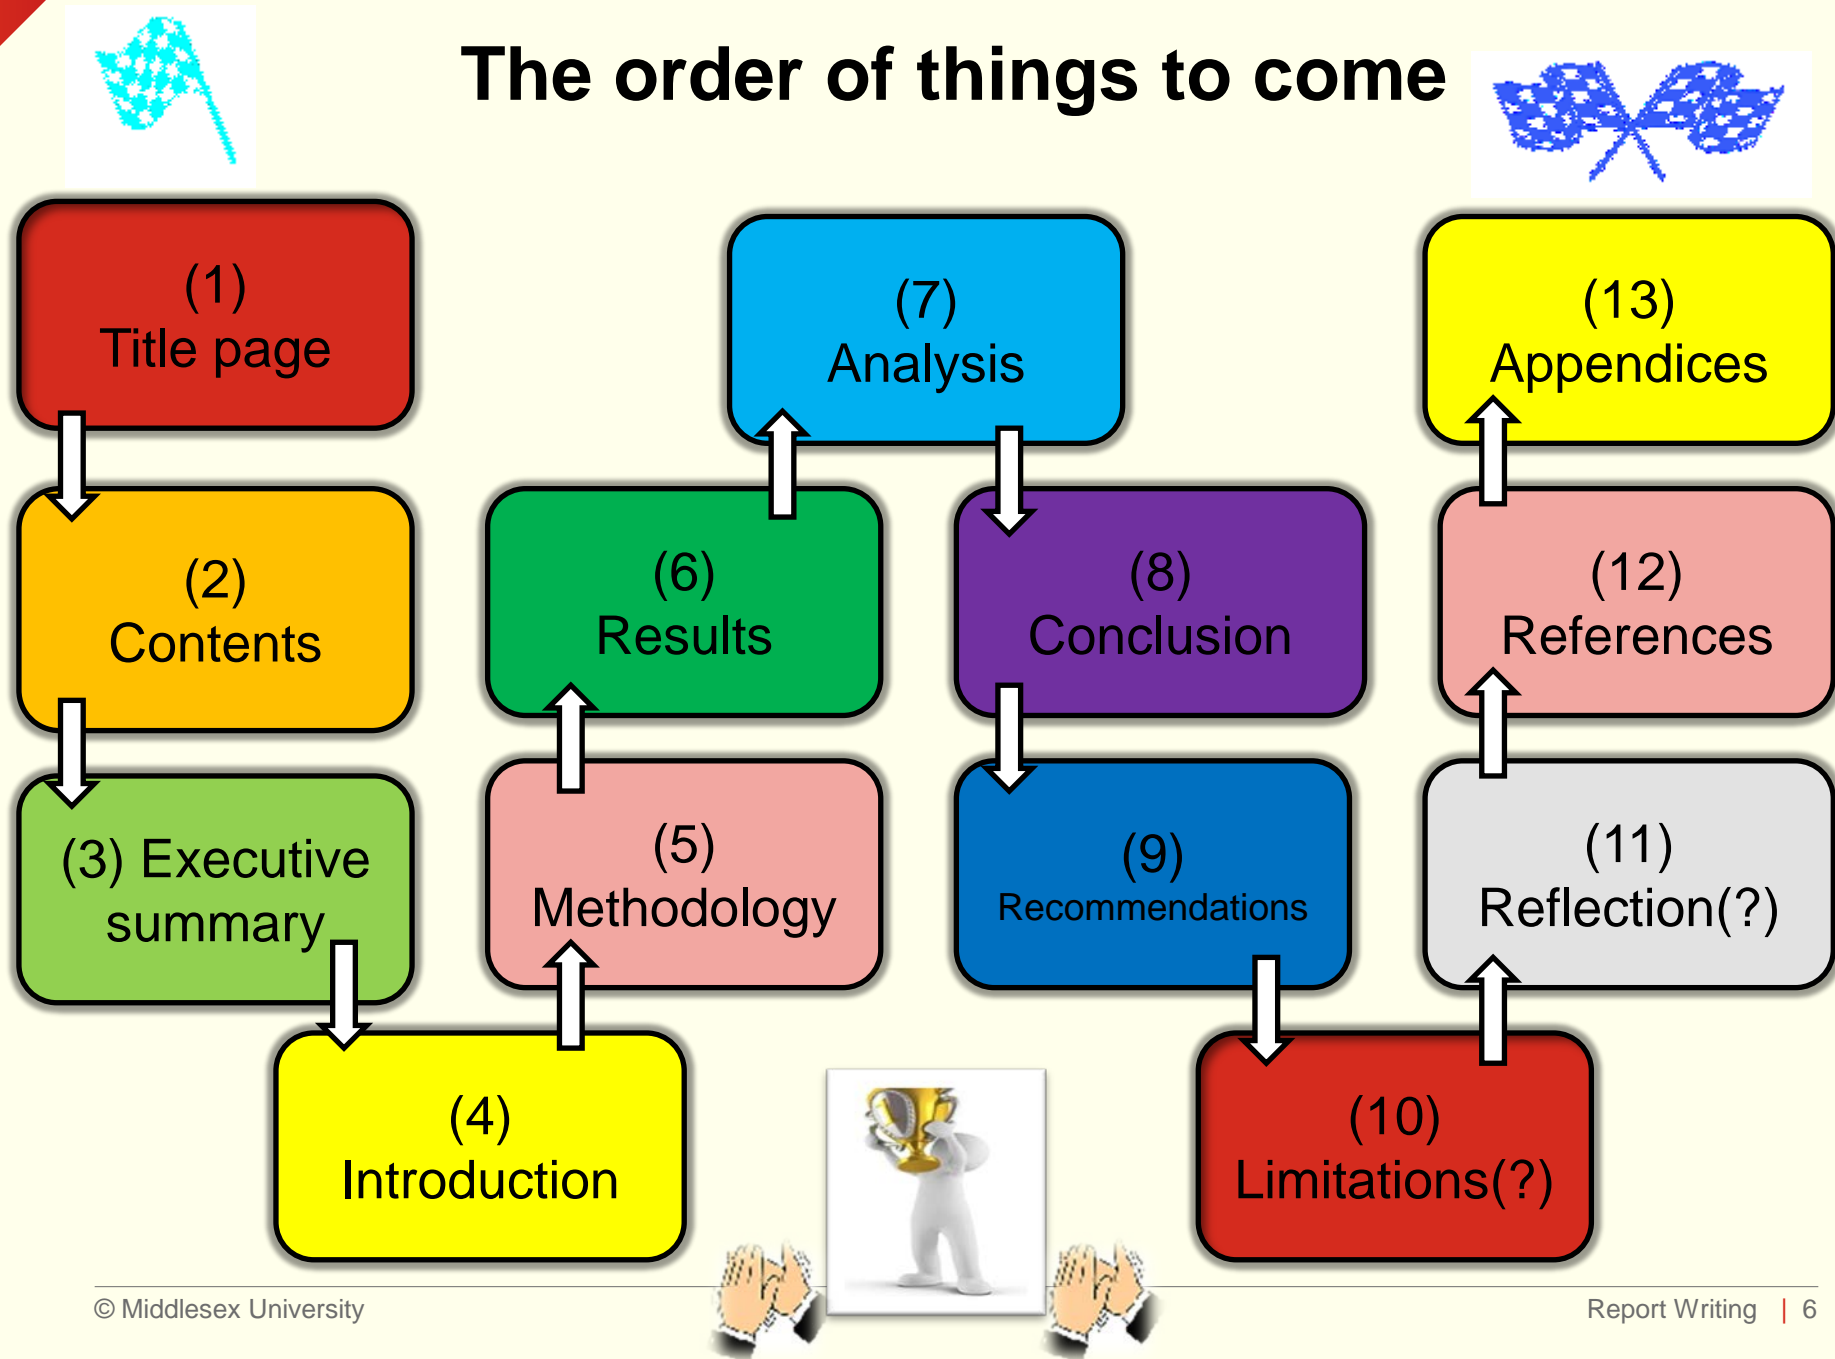 The order of things to come
(1)
Title page
(2)
Contents
(3) Executive
summary
(4)
Introduction
(5)
Methodology
(6)
Results
(7)
Analysis
(8)
Conclusion
(9)
Recommendations
(10)
Limitations(?)
(11)
Reflection(?)
(12)
References
(13)
Appendices
© Middlesex University
Report Writing | 6